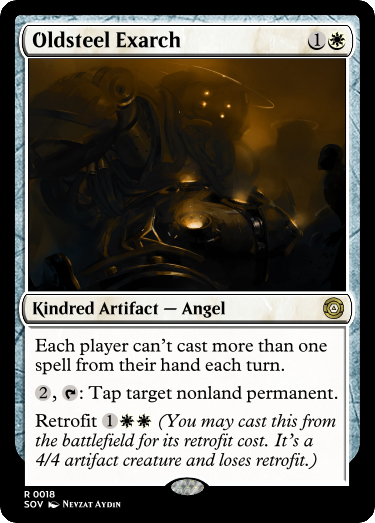 Oldsteel Exarch 1
Kindred Artifact — Angel
Each player can't cast more than one
spell from their hand each turn.
2, : Tap target nonland permanent.
Retrofit 1 (You may cast this from
the battlefield for its retrofit cost. It's a
4/4 artifact creature and loses retrofit.)
R 0018
SOV Nevzat Aydın